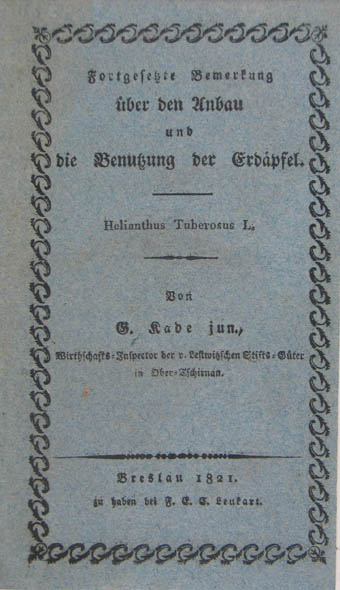 Fortgesetzte Bemerkung
über den Anbau
und
die Benutzung der Erdäpfel.
Helianthus Tuberosus L.
Von
G. Kade jun.,
Wirthschafts-Inspector der v. Lestwitzschen Stifts-Güter
in Ober-Tschirnau.
Breslau 1821.
zu haben bei F. E. C. Leukart.